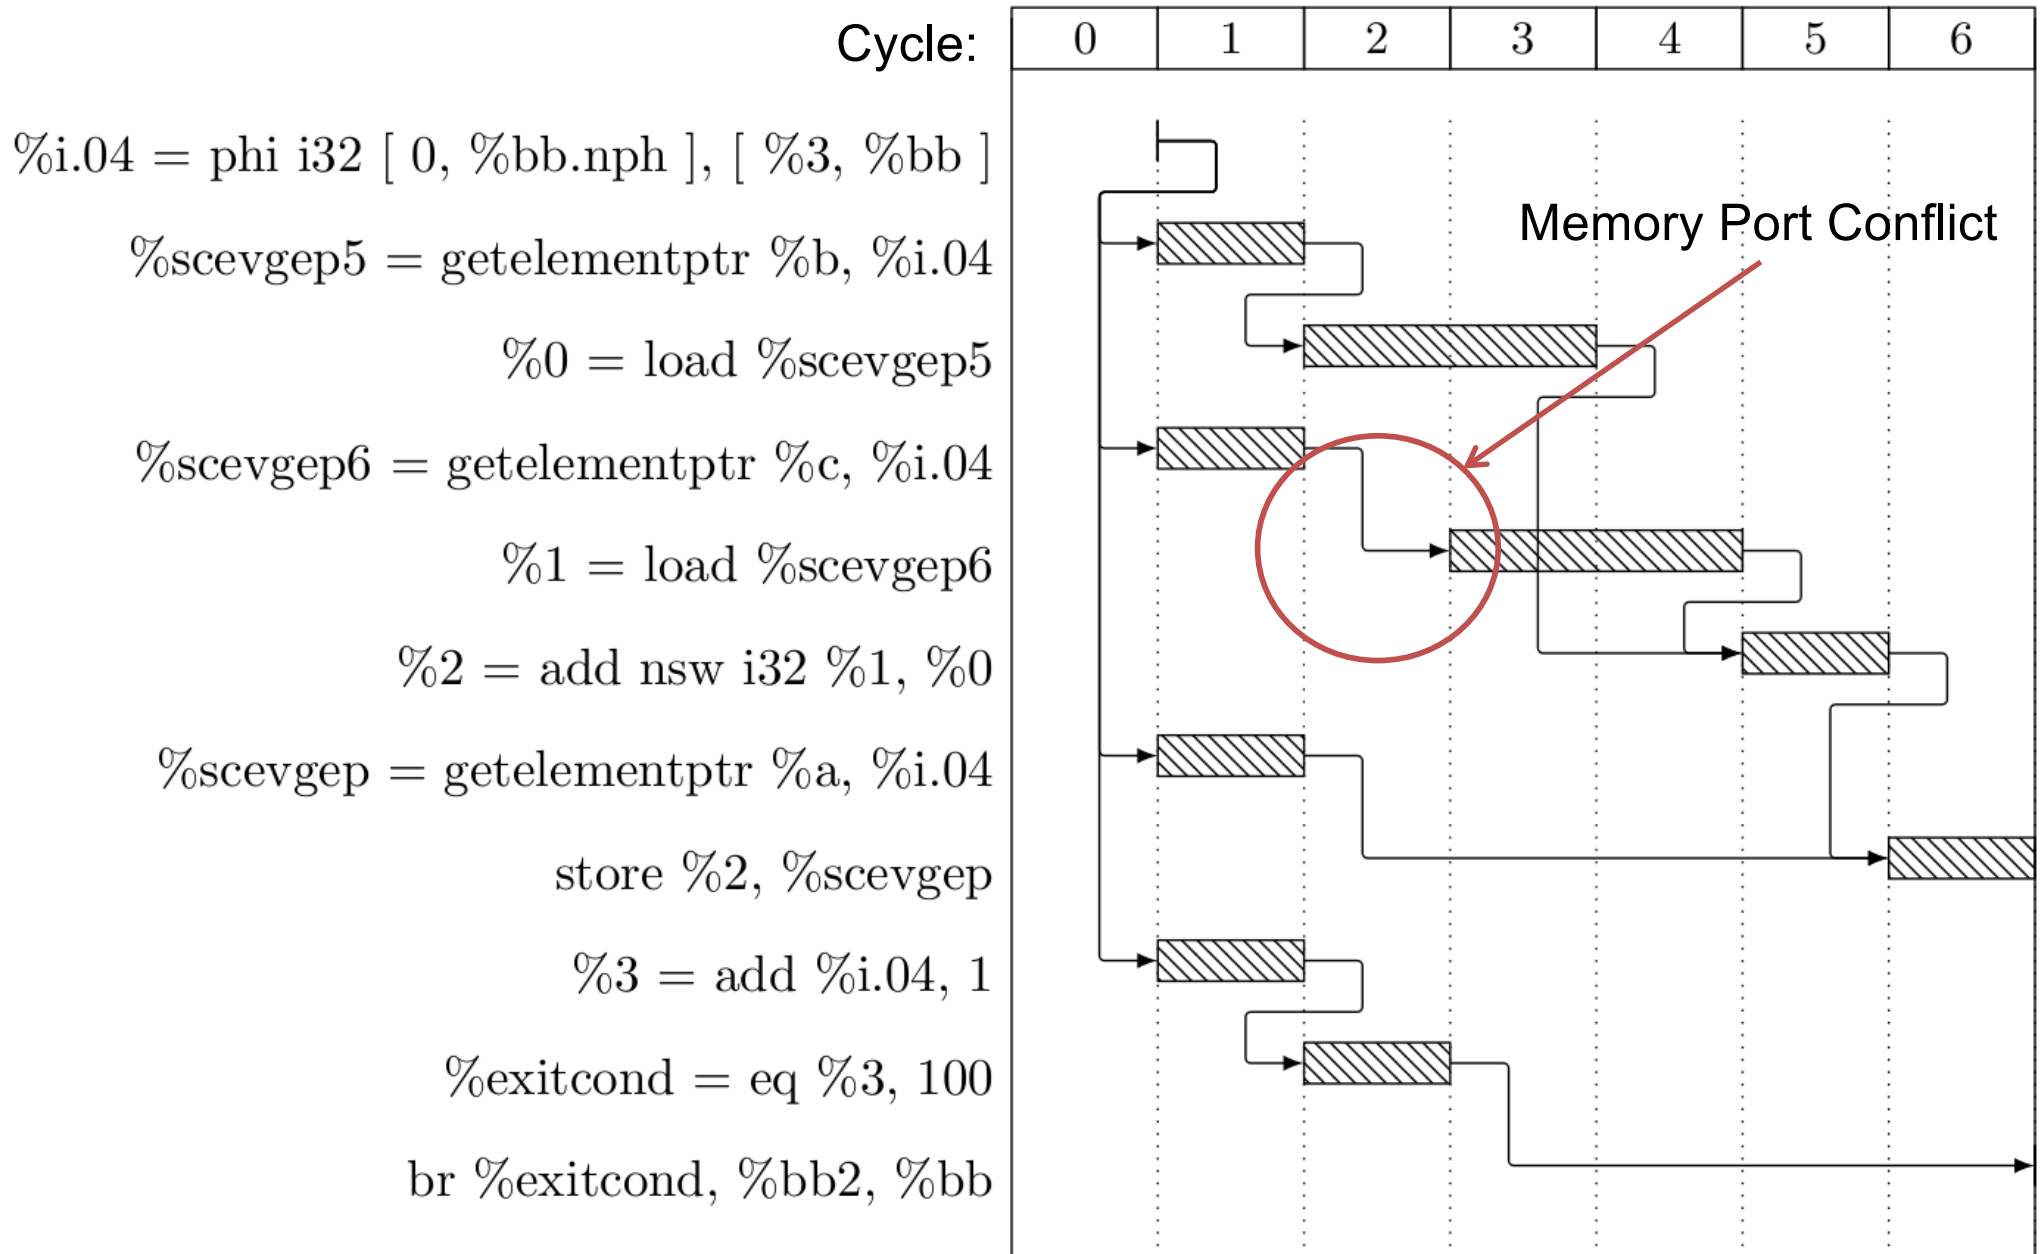 Cycle: 0 1 2 3 4 5 6
%i.04 = phi i32 [ 0, %bb.nph ], [ %3, %bb ]
Memory Port Conflict
%scevgep5 = getelementptr %b, %i.04
%0 = load %scevgep5
%scevgep6 = getelementptr %c, %i.04
%1 = load %scevgep6
%2 = add nsw i32 %1, %0
%scevgep = getelementptr %a, %i.04
store %2, %scevgep
%3 = add %i.04, 1
%exitcond = eq %3, 100
br %exitcond, %bb2, %bb